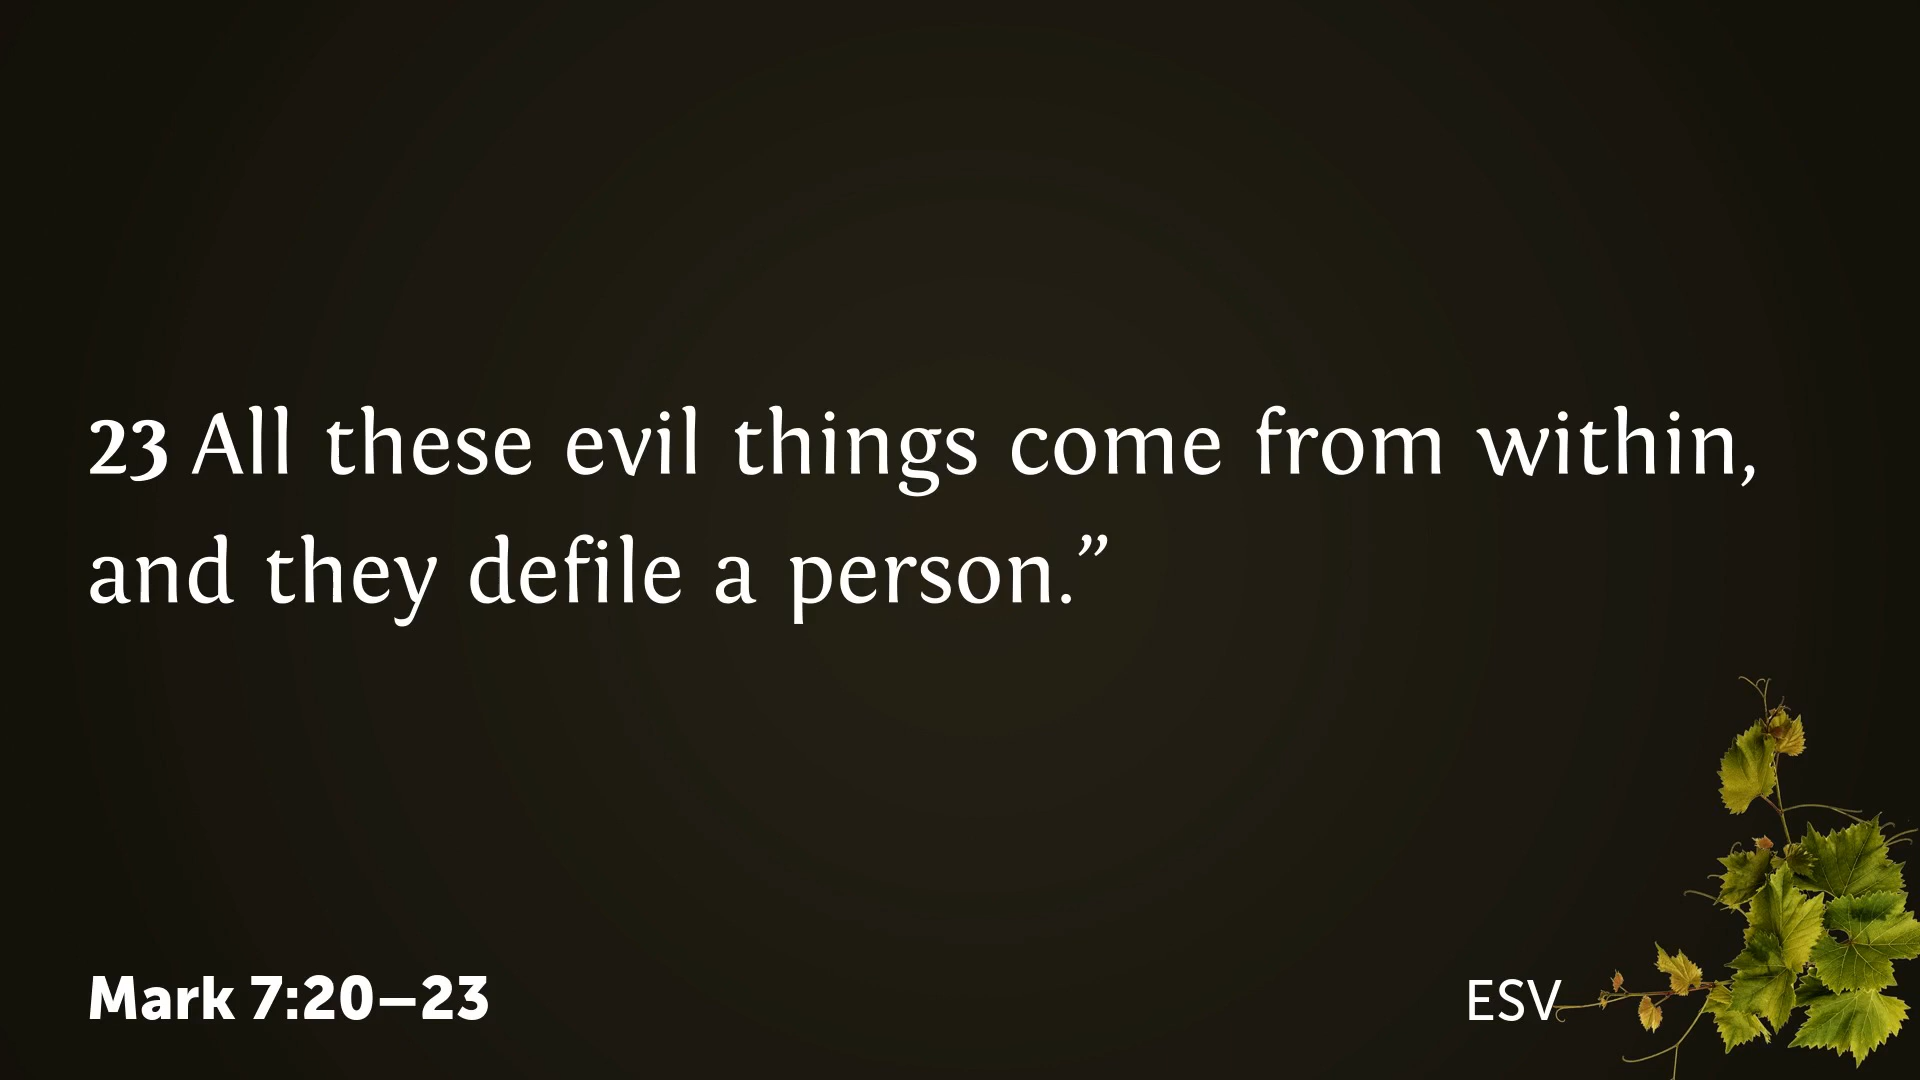 23 All these evil things come from within,
and they defile a person.”
Mark 7:20–23
ESV